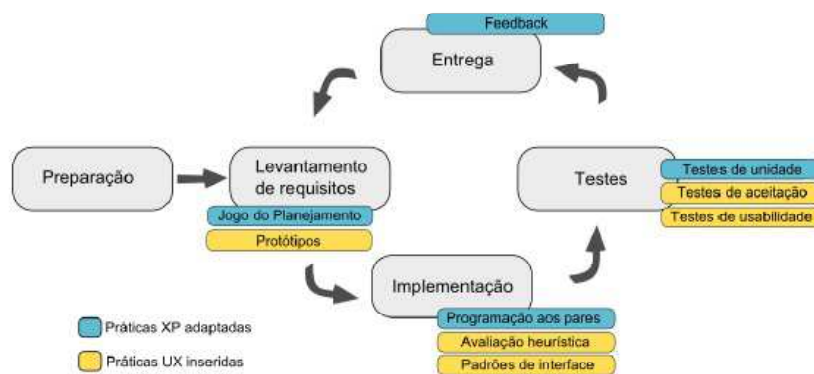 Feedback
Entrega
Preparação
Levantamento
de requisitos
Jogo do Planejamento
Protótipos
Testes
Testes de unidade
Testes de aceitação
Testes de usabilidade
Implementação
Programação aos pares
Avaliação heurística
Padrões de interface
Práticas XP adaptadas
Práticas UX inseridas